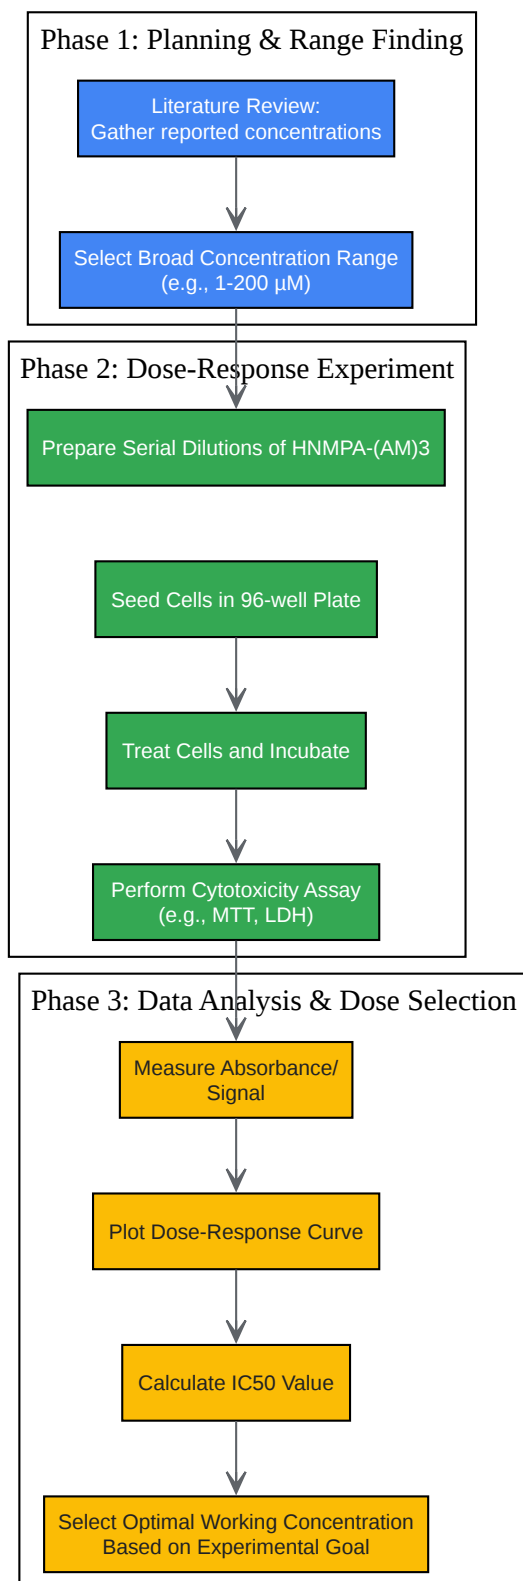 Phase 1: Planning & Range Finding
Literature Review:
Gather reported concentrations
Select Broad Concentration Range
(e.g., 1-200 µM)
Phase 2: Dose-Response Experiment
Prepare Serial Dilutions of HNMPA-(AM)3
Seed Cells in 96-well Plate
Treat Cells and Incubate
Perform Cytotoxicity Assay
(e.g., MTT, LDH)
Phase 3: Data Analysis & Dose Selection
Measure Absorbance/
Signal
Plot Dose-Response Curve
Calculate IC50 Value
Select Optimal Working Concentration
Based on Experimental Goal